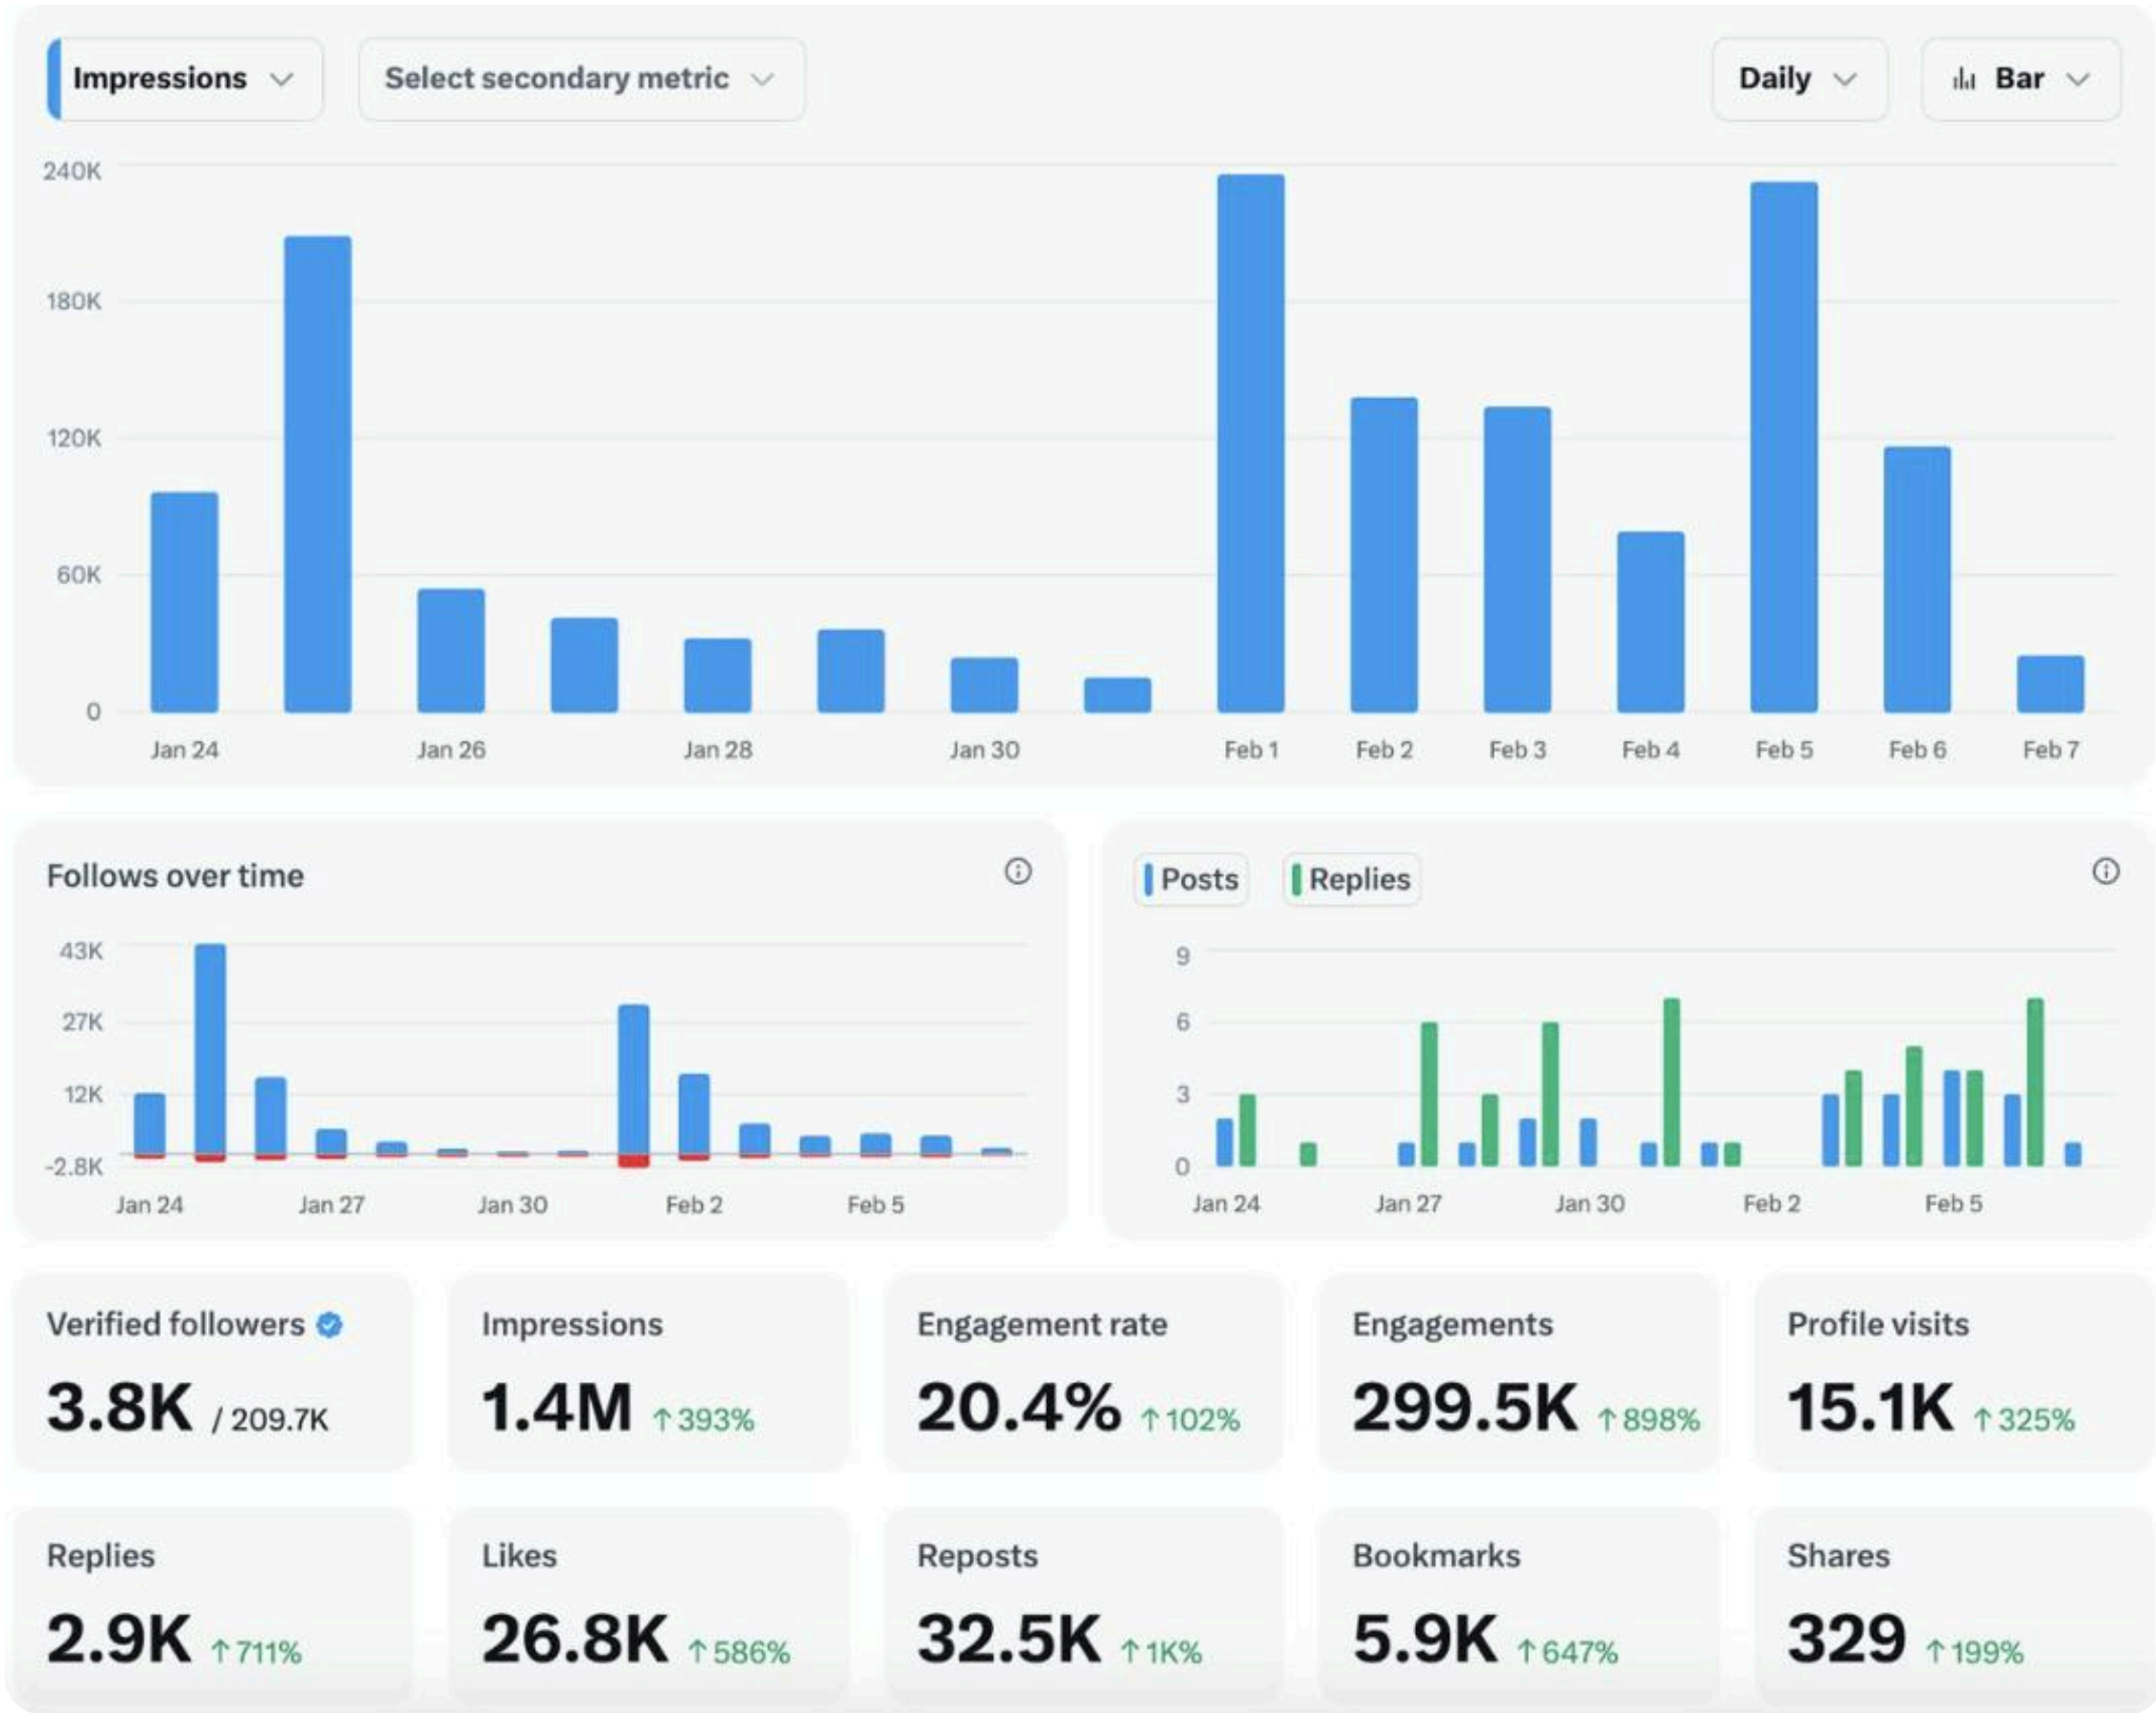 Impressions
Select secondary metric
Daily
Bar
240K
180K
120K
60K
0
Jan 24
Jan 26
Jan 28
Jan 30
Feb 1
Feb 2
Feb 3
Feb 4
Feb 5
Feb 6
Feb 7
Follows over time
43K
27K
12K
-2.8K
Jan 24
Jan 27
Jan 30
Feb 2
Feb 5
Posts
Replies
9
6
3
0
Jan 24
Jan 27
Jan 30
Feb 2
Feb 5
Verified followers
3.8K / 209.7K
Impressions
1.4M ↑393%
Engagement rate
20.4% ↑102%
Engagements
299.5K ↑898%
Profile visits
15.1K ↑325%
Replies
2.9K ↑711%
Likes
26.8K ↑586%
Reposts
32.5K ↑1K%
Bookmarks
5.9K ↑647%
Shares
329 ↑199%